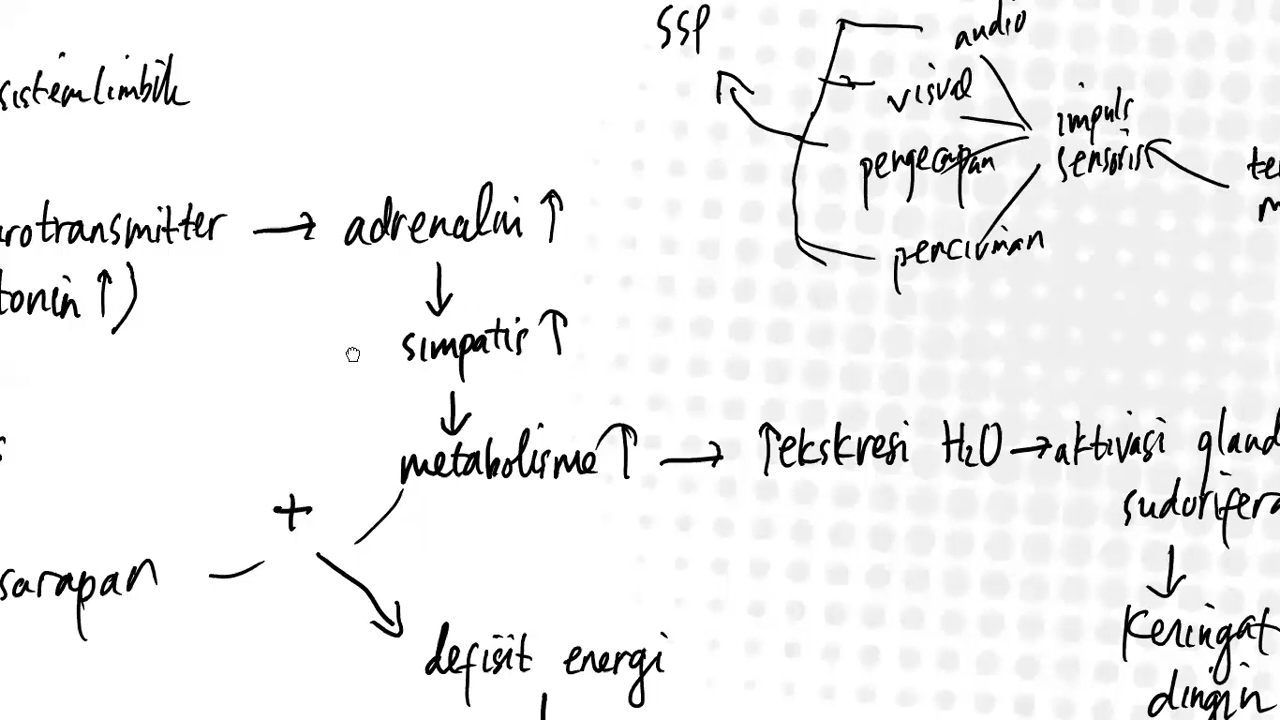 SSP
audio
sistem limbik
visual
impuls
pengecapan
sensoris
penciuman
rotransmitter → adrenalin ↑
tonin ↑)
↓
simpatis ↑
↓
metabolisme ↑ → ↑ekskresi H₂O → aktivasi gland
sudorifera
+
↓
sarapan
defisit energi
Keringat
dingin